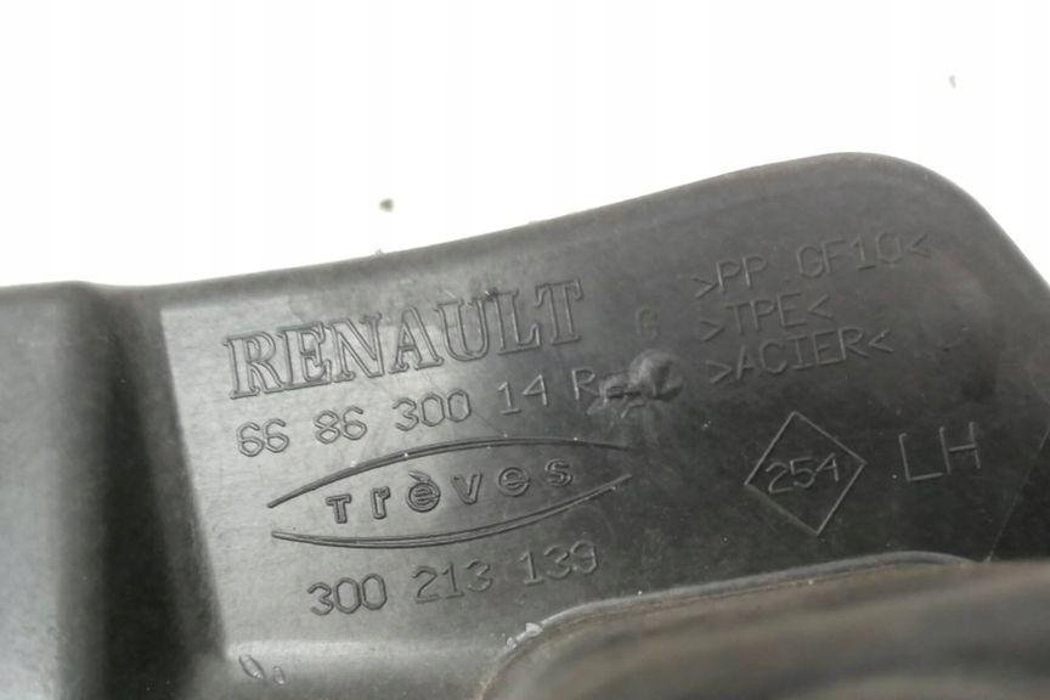 RENAULT
66 86 300 14 R
Trèves
300 213 139
>PP GF10<
>TPE<
>ACIER<
254
LH